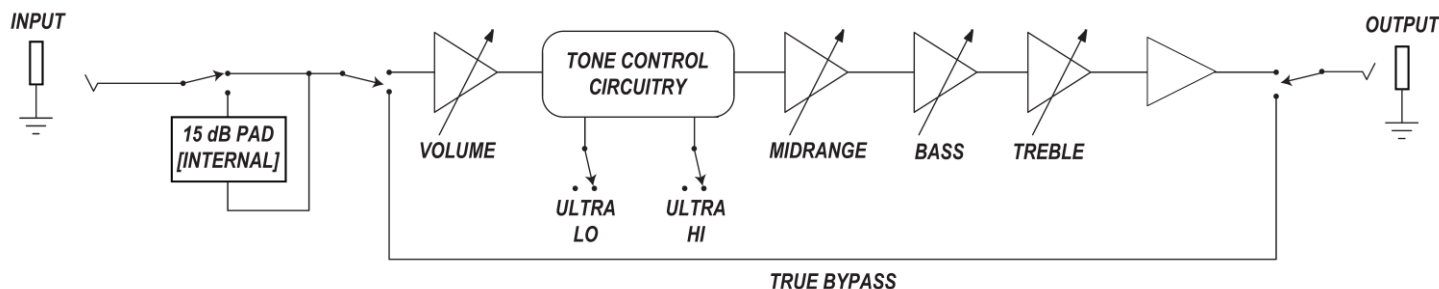 INPUT
OUTPUT
TONE CONTROL
CIRCUITRY
15 dB PAD
[INTERNAL]
VOLUME
MIDRANGE
BASS
TREBLE
ULTRA
LO
ULTRA
HI
TRUE BYPASS